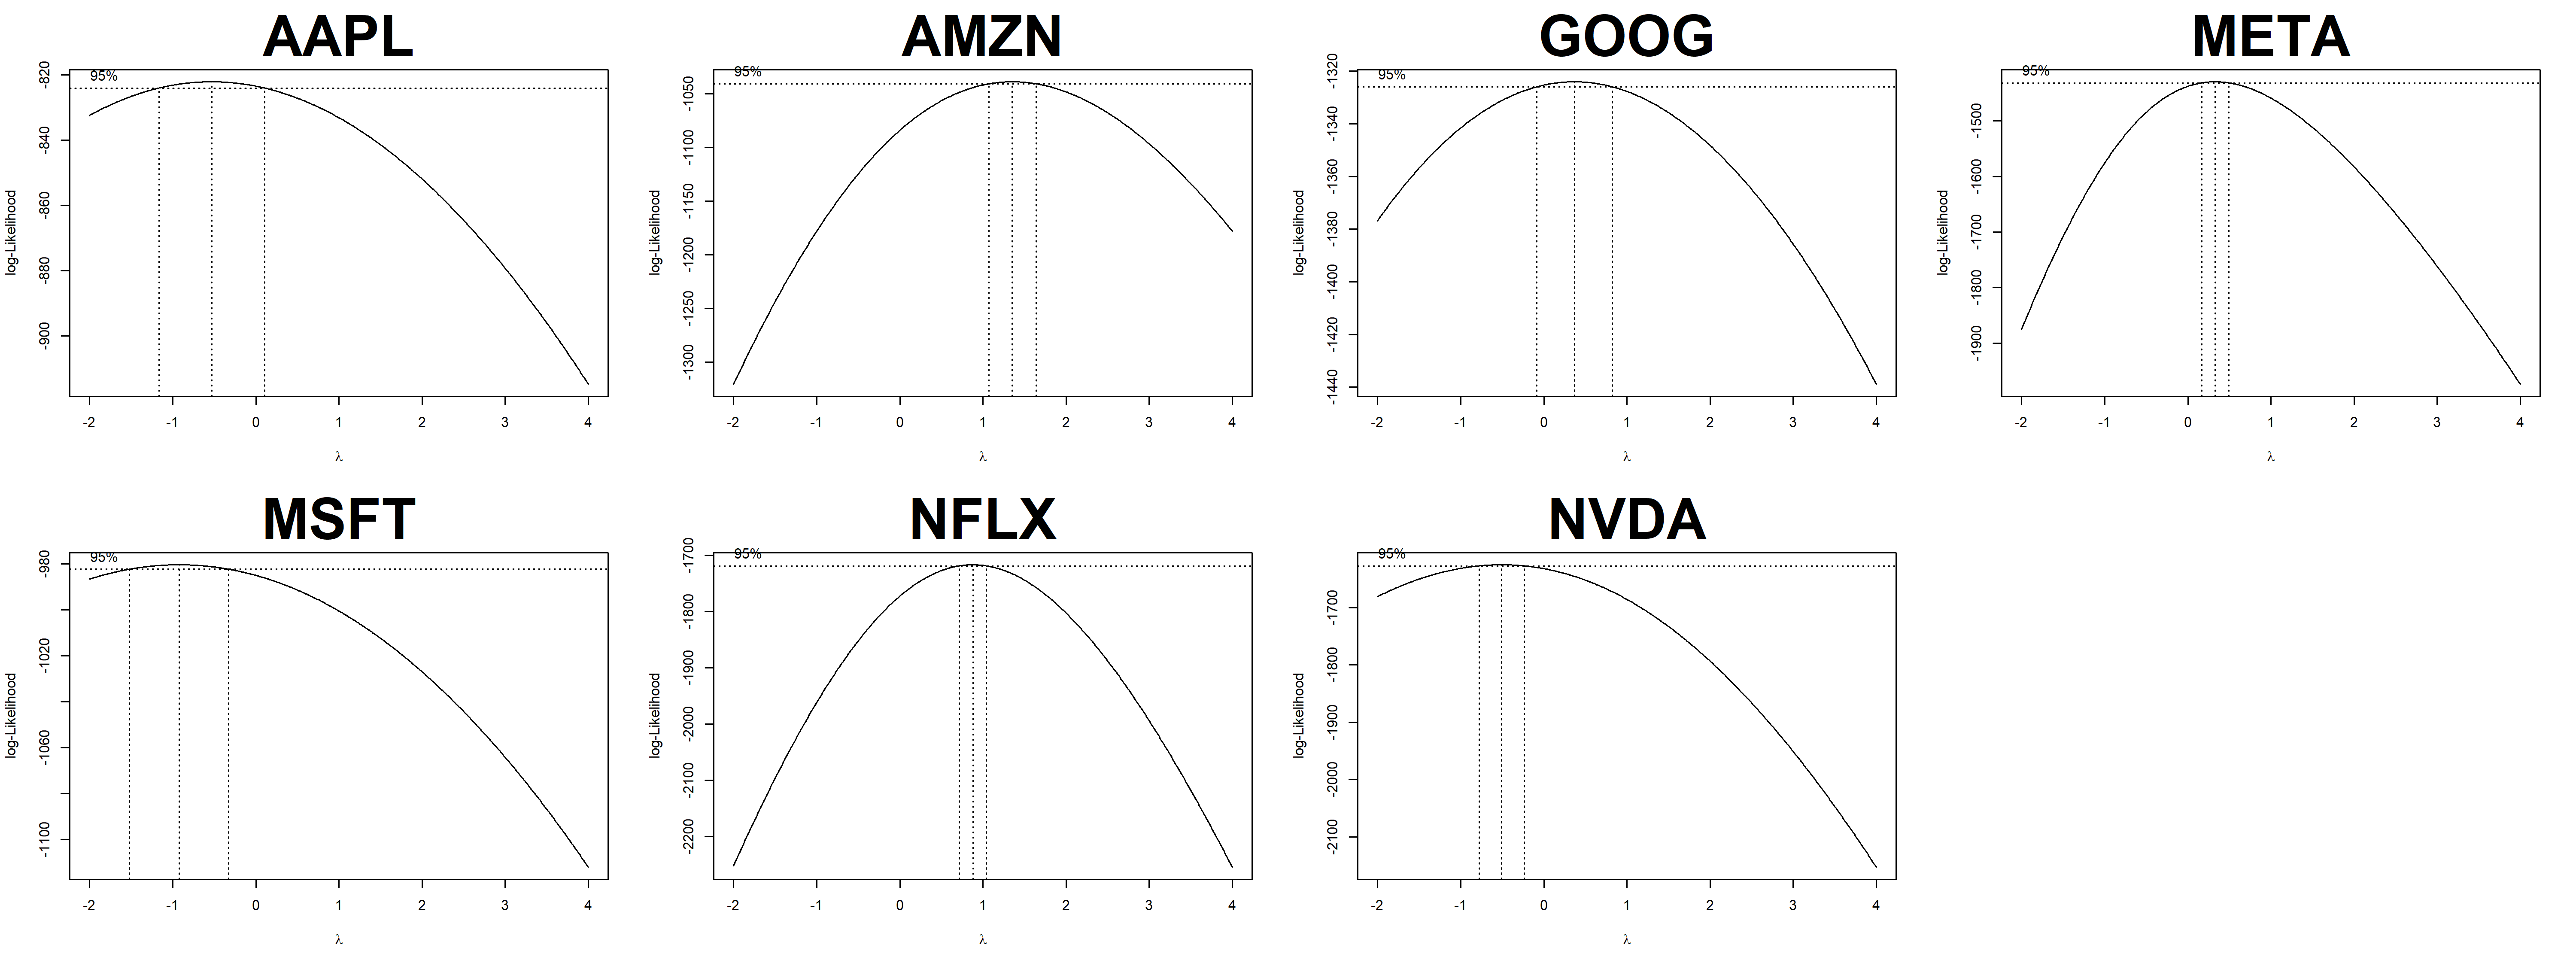 AAPL
95%
log-Likelihood
-820
-840
-860
-880
-900
-2 -1 0 1 2 3 4
λ
AMZN
95%
log-Likelihood
-1050
-1100
-1150
-1200
-1250
-1300
-2 -1 0 1 2 3 4
λ
GOOG
95%
log-Likelihood
-1320
-1340
-1360
-1380
-1400
-1420
-1440
-2 -1 0 1 2 3 4
λ
META
95%
log-Likelihood
-1500
-1600
-1700
-1800
-1900
-2 -1 0 1 2 3 4
λ
MSFT
95%
log-Likelihood
-980
-1020
-1060
-1100
-2 -1 0 1 2 3 4
λ
NFLX
95%
log-Likelihood
-1700
-1800
-1900
-2000
-2100
-2200
-2 -1 0 1 2 3 4
λ
NVDA
95%
log-Likelihood
-1700
-1800
-1900
-2000
-2100
-2 -1 0 1 2 3 4
λ